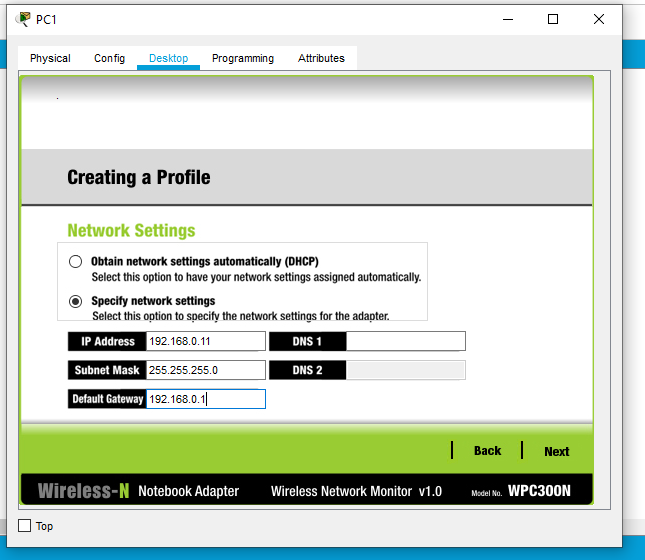 PC1
Physical Config Desktop Programming Attributes
Creating a Profile
Network Settings
Obtain network settings automatically (DHCP)
Select this option to have your network settings assigned automatically.
Specify network settings
Select this option to specify the network settings for the adapter.
IP Address 192.168.0.11 DNS 1
Subnet Mask 255.255.255.0 DNS 2
Default Gateway 192.168.0.1
Back Next
Wireless-N Notebook Adapter Wireless Network Monitor v1.0 Model No. WPC300N
Top